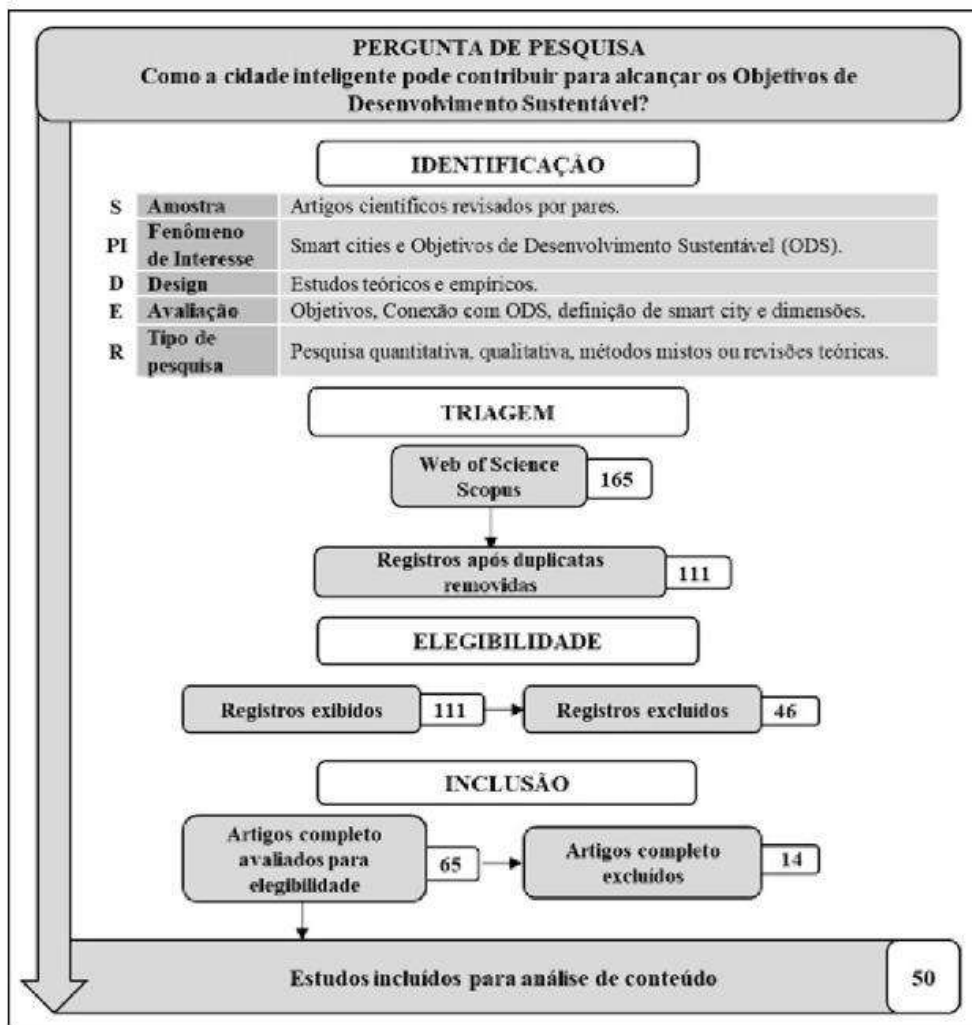 PERGUNTA DE PESQUISA
Como a cidade inteligente pode contribuir para alcançar os Objetivos de
Desenvolvimento Sustentável?
IDENTIFICAÇÃO
S Amostra Artigos científicos revisados por pares.
PI Fenômeno
de Interesse Smart cities e Objetivos de Desenvolvimento Sustentável (ODS).
D Design Estudos teóricos e empíricos.
E Avaliação Objetivos, Conexão com ODS, definição de smart city e dimensões.
R Tipo de
pesquisa Pesquisa quantitativa, qualitativa, métodos mistos ou revisões teóricas.
TRIAGEM
Web of Science
Scopus 165
Registros após duplicatas
removidas 111
ELEGIBILIDADE
Registros exibidos 111 Registros excluídos 46
INCLUSÃO
Artigos completo
avaliados para
elegibilidade 65
Artigos completo
excluídos 14
Estudos incluídos para análise de conteúdo 50